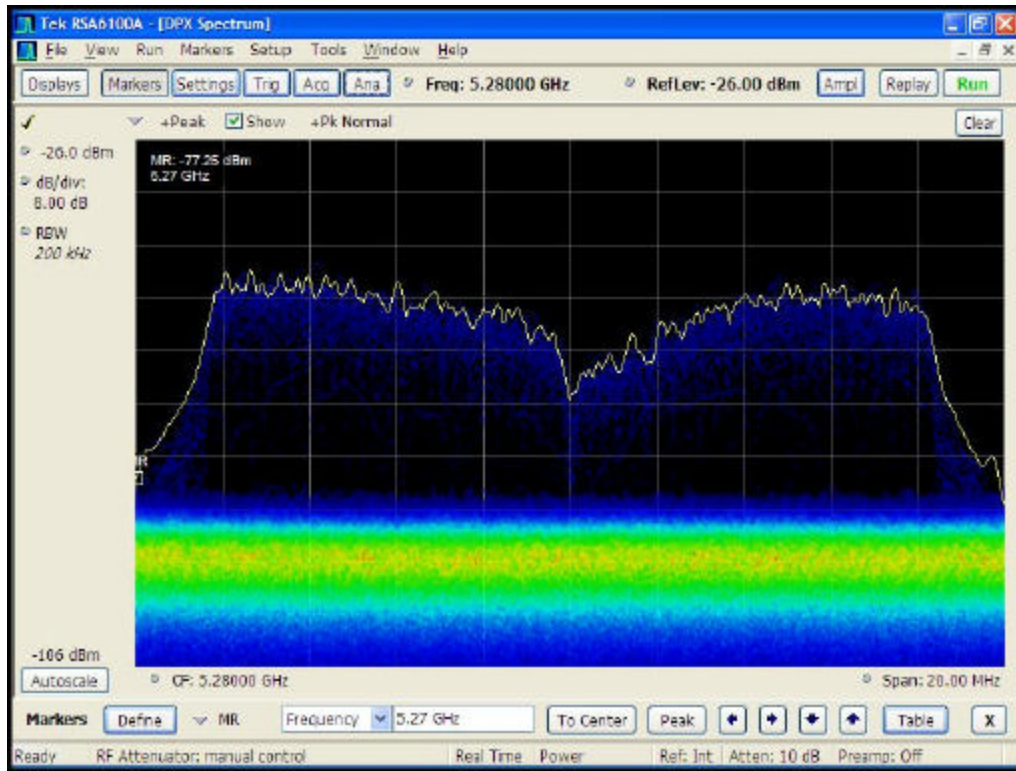 Tek RSA6100A - [DPX Spectrum]
File View Run Markers Setup Tools Window Help
Displays Markers Settings Trig Acq Ana Freq: 5.28000 GHz RefLev: -26.00 dBm Ampl Replay Run
+Peak Show +Pk Normal Clear
-26.0 dBm
dB/div:
8.00 dB
RBW
200 kHz
MR: -77.25 dBm
5.27 GHz
MR
-106 dBm
Autoscale CF: 5.28000 GHz Span: 20.00 MHz
Markers Define MR Frequency 5.27 GHz To Center Peak Table X
Ready RF Attenuator: manual control Real Time Power Ref: Int Atten: 10 dB Preamp: Off